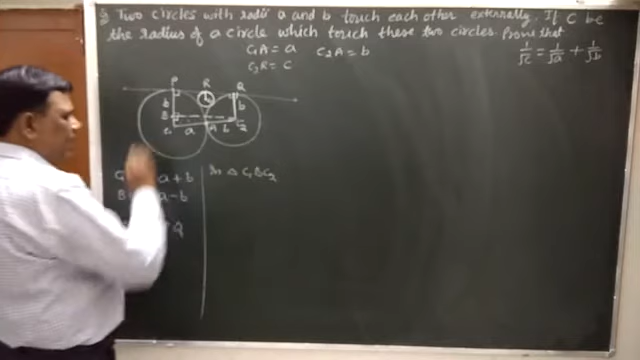 Q Two circles with radii a and b touch each other externally. If C be
the radius of a circle which touch these two circles. Prove that
1/√c = 1/√a + 1/√b
C₁A = a C₂A = b
C₃R = C
P R Q
b b
B
C₁ a A b C₂
a + b
B a - b
Q
In △ C₁BC₂